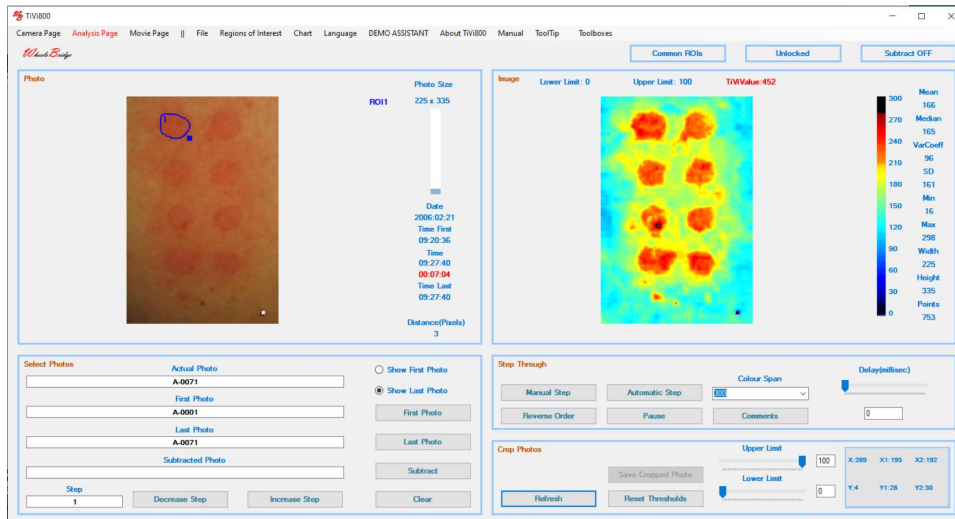 TiVi800
Camera Page Analysis Page Movie Page || File Regions of Interest Chart Language DEMO ASSISTANT About TiVi800 Manual ToolTip Toolboxes
WheelsBridge
Common ROIs Unlocked Subtract OFF
Photo
Photo Size
ROI1 225 x 335
1
Date
2006:02:21
Time First
09:20:36
Time
09:27:40
00:07:04
Time Last
09:27:40
Distance(Pixels)
3
Image Lower Limit: 0 Upper Limit: 100 TiViValue:452
300
270
240
210
180
150
120
90
60
30
0
Mean
166
Median
165
VarCoeff
96
SD
161
Min
16
Max
298
Width
225
Height
335
Points
753
Select Photos
Actual Photo
A-0071
First Photo
A-0001
Last Photo
A-0071
Subtracted Photo
Step
1
Decrease Step Increase Step
Show First Photo
Show Last Photo
First Photo
Last Photo
Subtract
Clear
Step Through
Manual Step Automatic Step
Colour Span
300
Delay(millisec)
Reverse Order Pause Comments 0
Crop Photos
Upper Limit
100
Save Cropped Photo
Lower Limit
0
Refresh Reset Thresholds
X:289 X1:195 X2:192
Y:4 Y1:28 Y2:30